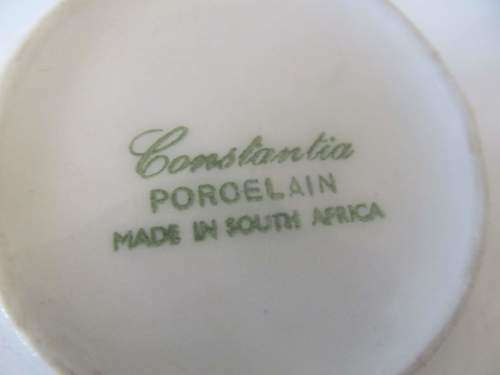 Constantia
PORCELAIN
MADE IN SOUTH AFRICA